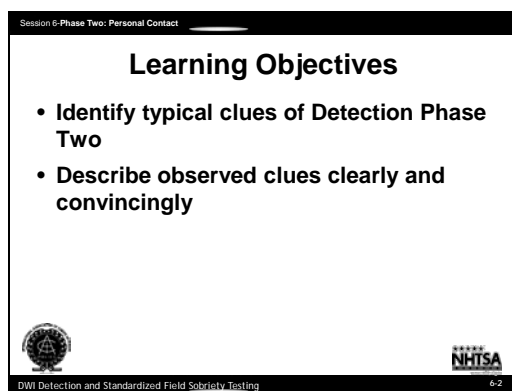 Session 6-Phase Two: Personal Contact
Learning Objectives
• Identify typical clues of Detection Phase
Two
• Describe observed clues clearly and
convincingly
NHTSA
DWI Detection and Standardized Field Sobriety Testing
6-2